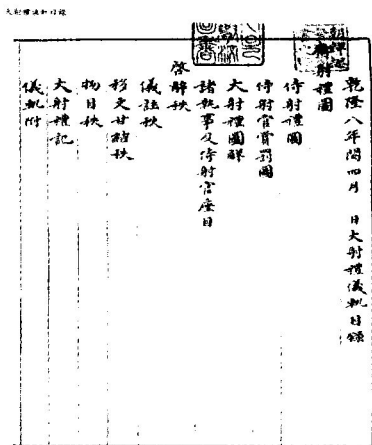 大射禮儀軌目錄
乾隆八年閏四月 日大射禮儀軌目錄
御射禮圖
侍射禮圖
侍射官賞罰圖
大射禮圖解
諸執事及侍射官座目
啓辭秩
儀註秩
移文甘結秩
物目秩
大射禮記
儀軌附